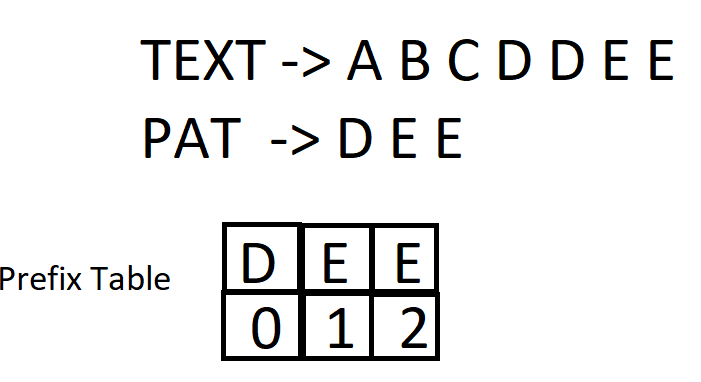 TEXT -> A B C D D E E
PAT -> D E E
D E E
Prefix Table
0 1 2